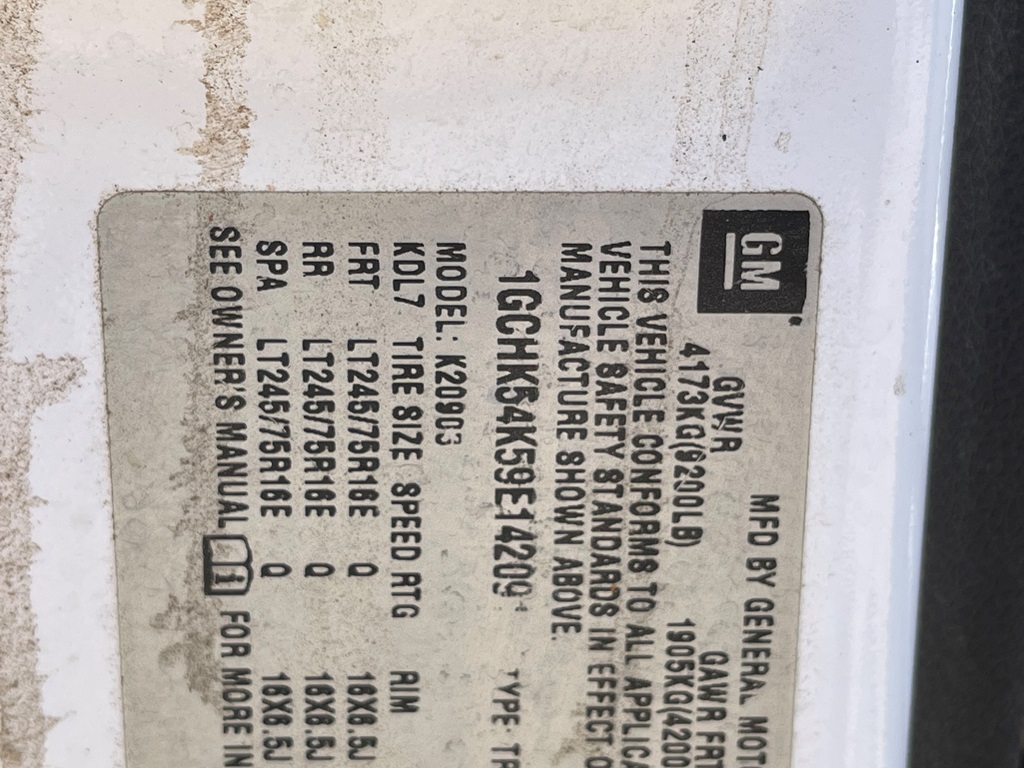 GM
MFD BY GENERAL MOTO
GVWR GAWR FRT
4173KG(9200LB) 1905KG(4200
THIS VEHICLE CONFORMS TO ALL APPLICA
VEHICLE SAFETY STANDARDS IN EFFECT O
MANUFACTURE SHOWN ABOVE.
1GCHK54K59E14209 TYPE TR
MODEL: K20903
KDL7 TIRE SIZE SPEED RTG RIM
FRT LT245/75R16E Q 16X6.5J
RR LT245/75R16E Q 16X6.5J
SPA LT245/75R16E Q 16X6.5J
SEE OWNER'S MANUAL i FOR MORE IN